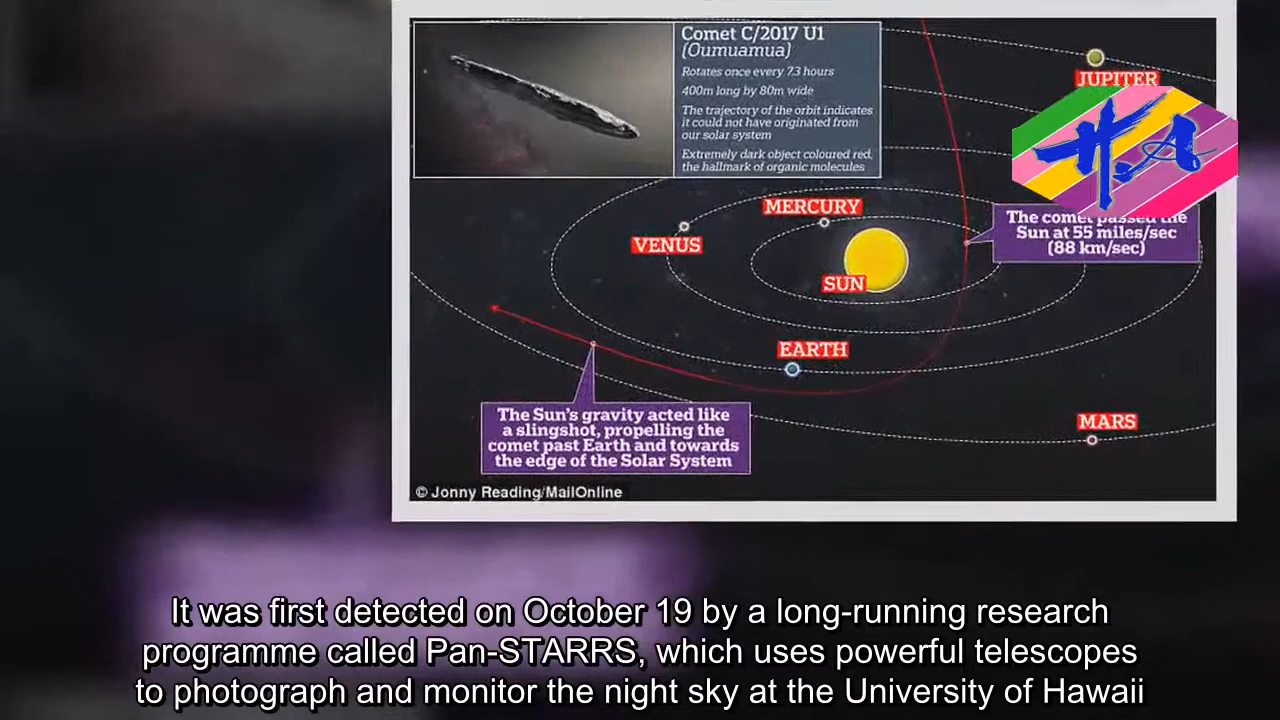 Comet C/2017 U1
(Oumuamua)
Rotates once every 7.3 hours
400m long by 80m wide
The trajectory of the orbit indicates
it could not have originated from
our solar system
Extremely dark object coloured red,
the hallmark of organic molecules
JUPITER
H.A
MERCURY
VENUS
The comet passed the
Sun at 55 miles/sec
(88 km/sec)
SUN
EARTH
The Sun's gravity acted like
a slingshot, propelling the
comet past Earth and towards
the edge of the Solar System
MARS
© Jonny Reading/MailOnline
It was first detected on October 19 by a long-running research
programme called Pan-STARRS, which uses powerful telescopes
to photograph and monitor the night sky at the University of Hawaii